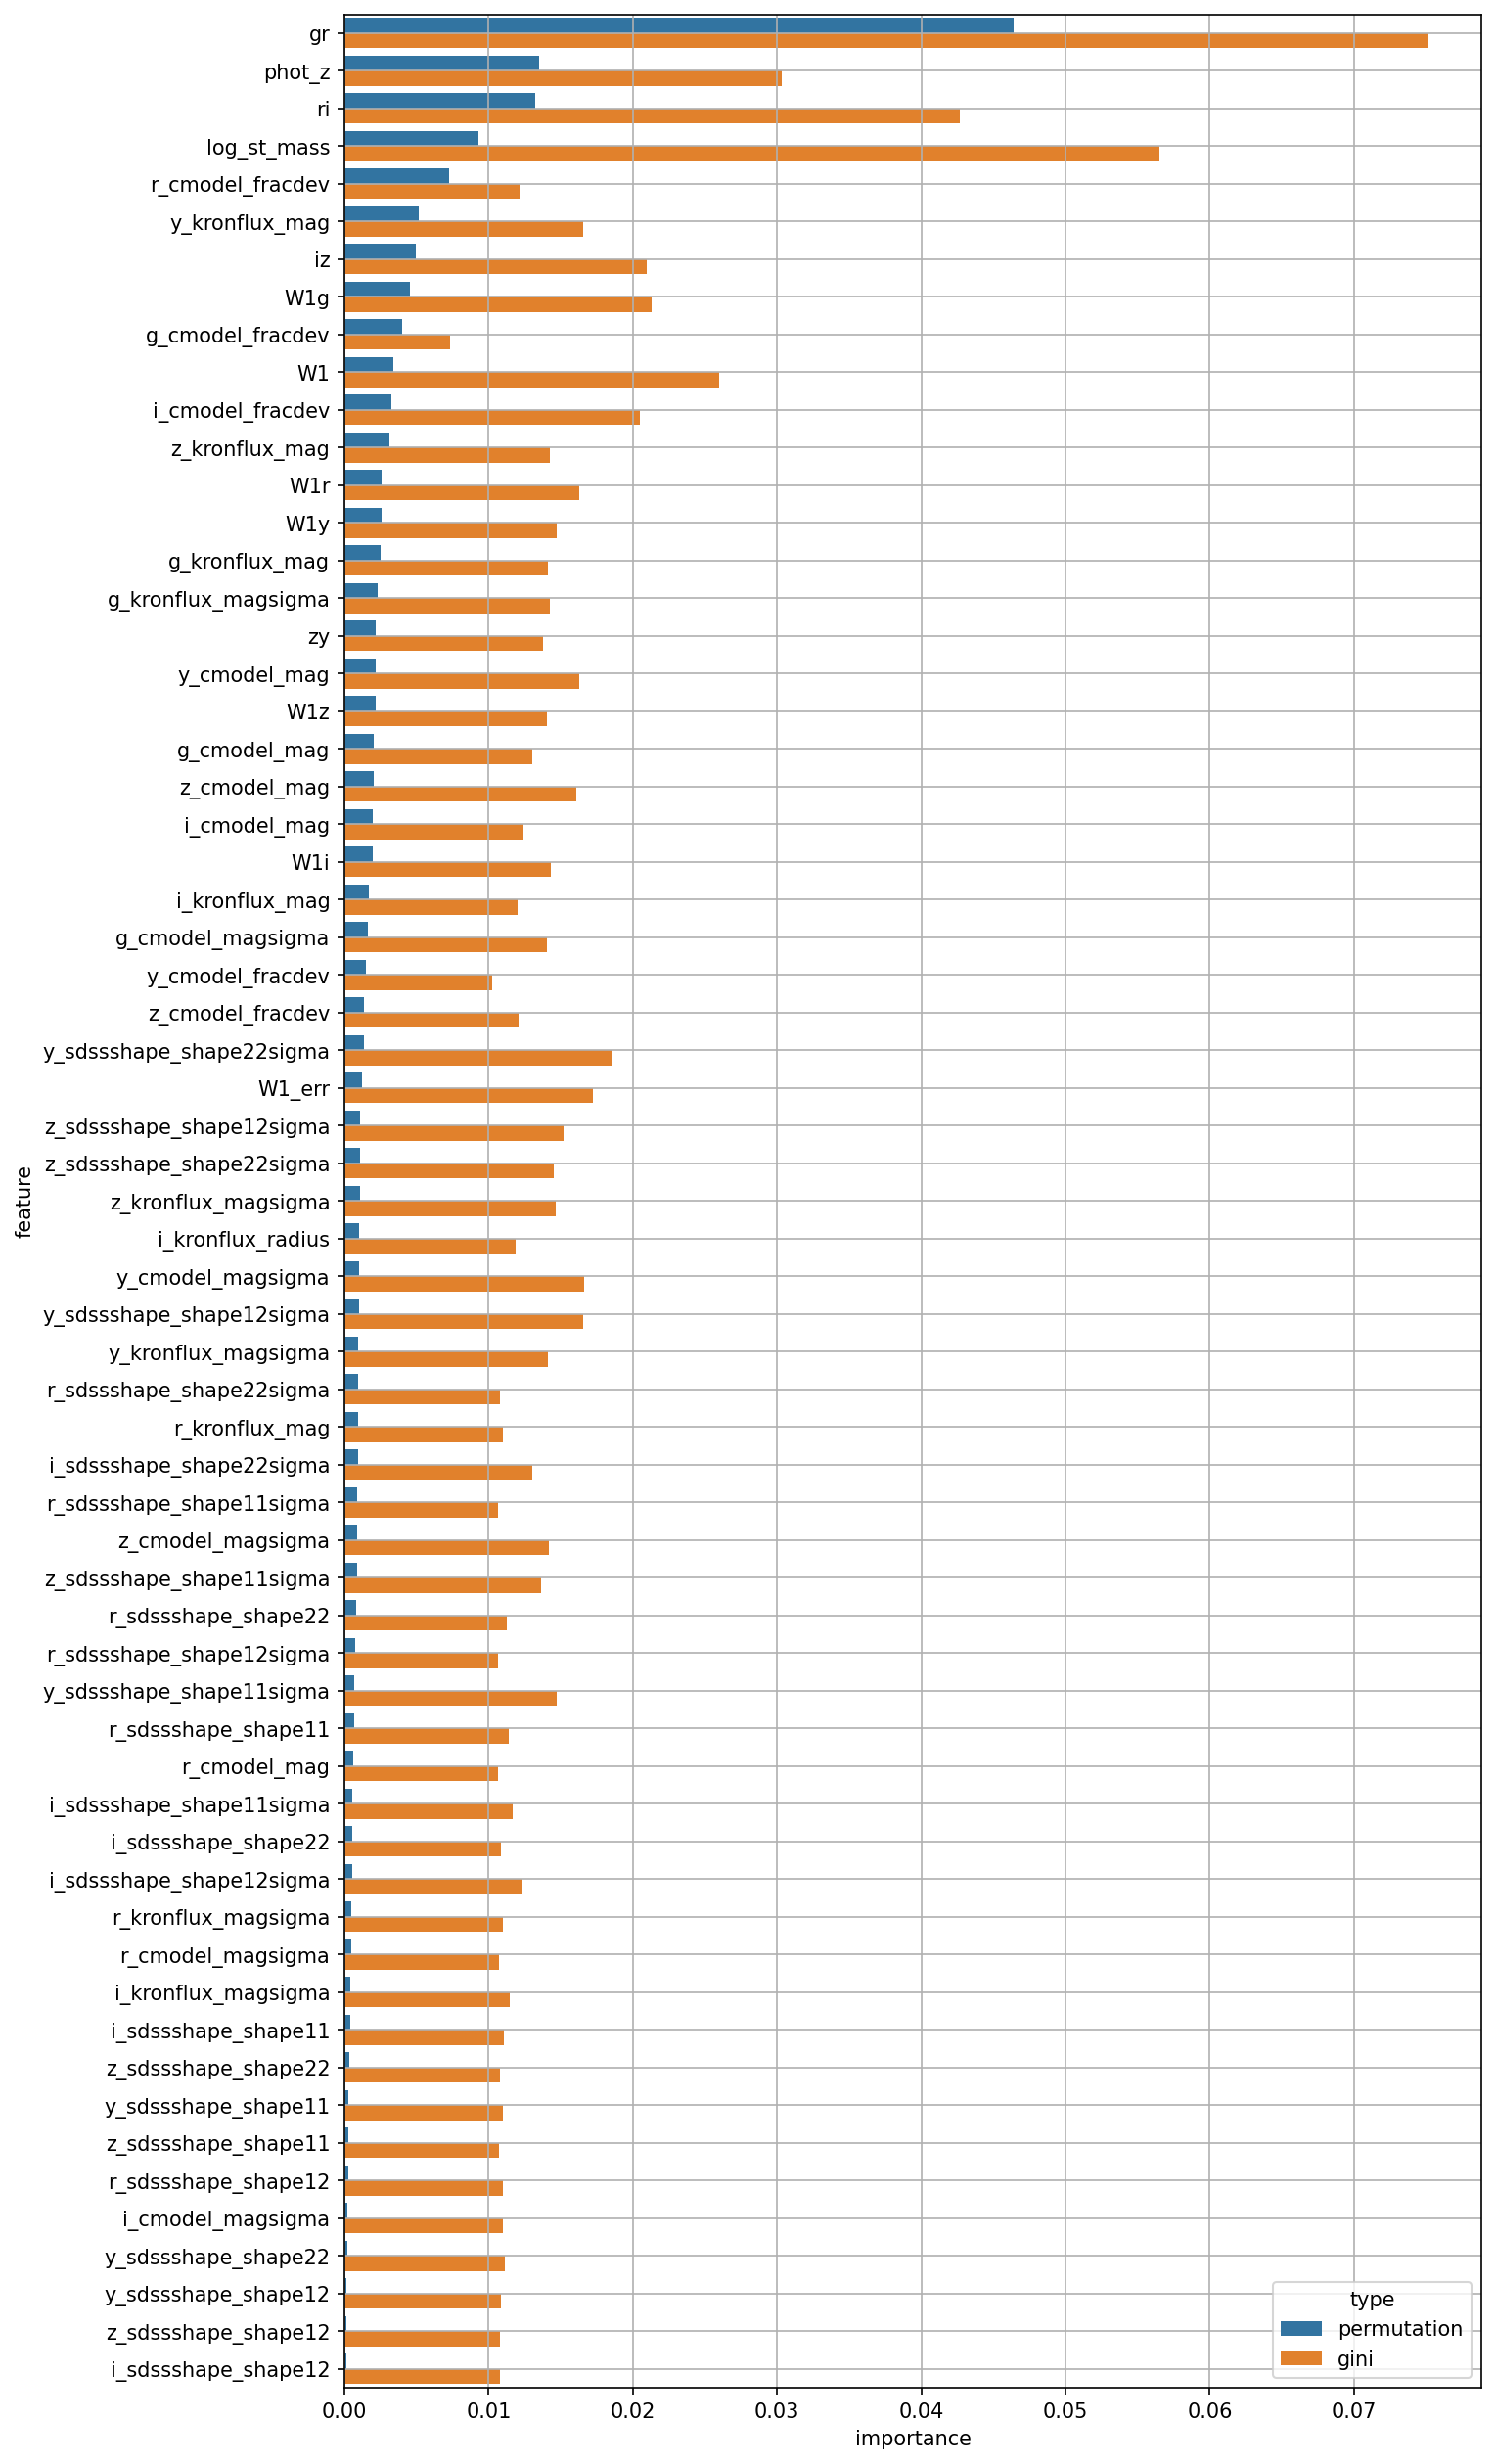 gr
phot_z
ri
log_st_mass
r_cmodel_fracdev
y_kronflux_mag
iz
W1g
g_cmodel_fracdev
W1
i_cmodel_fracdev
z_kronflux_mag
W1r
W1y
g_kronflux_mag
g_kronflux_magsigma
zy
y_cmodel_mag
W1z
g_cmodel_mag
z_cmodel_mag
i_cmodel_mag
W1i
i_kronflux_mag
g_cmodel_magsigma
y_cmodel_fracdev
z_cmodel_fracdev
y_sdssshape_shape22sigma
W1_err
z_sdssshape_shape12sigma
z_sdssshape_shape22sigma
z_kronflux_magsigma
i_kronflux_radius
y_cmodel_magsigma
y_sdssshape_shape12sigma
y_kronflux_magsigma
r_sdssshape_shape22sigma
r_kronflux_mag
i_sdssshape_shape22sigma
r_sdssshape_shape11sigma
z_cmodel_magsigma
z_sdssshape_shape11sigma
r_sdssshape_shape22
r_sdssshape_shape12sigma
y_sdssshape_shape11sigma
r_sdssshape_shape11
r_cmodel_mag
i_sdssshape_shape11sigma
i_sdssshape_shape22
i_sdssshape_shape12sigma
r_kronflux_magsigma
r_cmodel_magsigma
i_kronflux_magsigma
i_sdssshape_shape11
z_sdssshape_shape22
y_sdssshape_shape11
z_sdssshape_shape11
r_sdssshape_shape12
i_cmodel_magsigma
y_sdssshape_shape22
y_sdssshape_shape12
z_sdssshape_shape12
i_sdssshape_shape12
feature
0.00 0.01 0.02 0.03 0.04 0.05 0.06 0.07
importance
type
permutation
gini